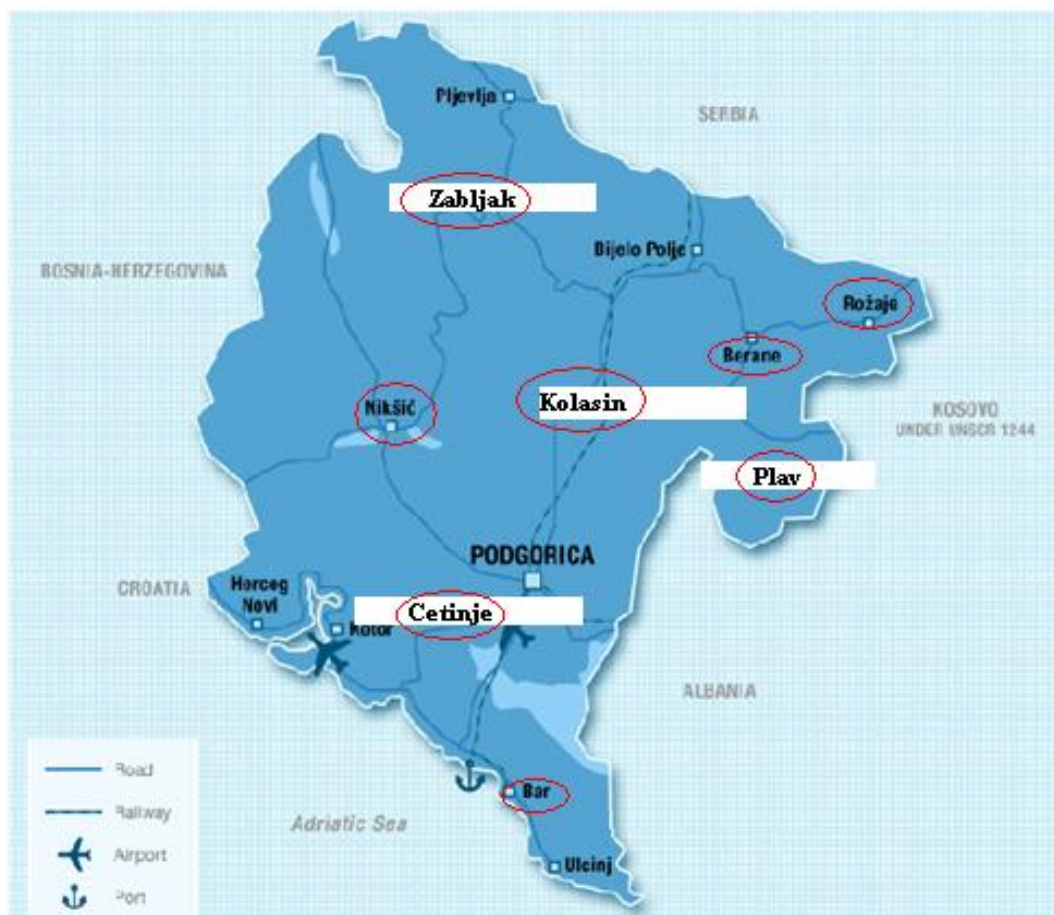 Pljevlja
SERBIA
Zabljak
Bijelo Polje
BOSNIA-HERZEGOVINA
Rožaje
Berane
Nikšić
Kolasin
KOSOVO
UNDER UNSCR 1244
Plav
PODGORICA
CROATIA
Herceg
Novi
Cetinje
Kotor
ALBANIA
Road
Bar
Railway
Adriatic Sea
Airport
Ulcinj
Port